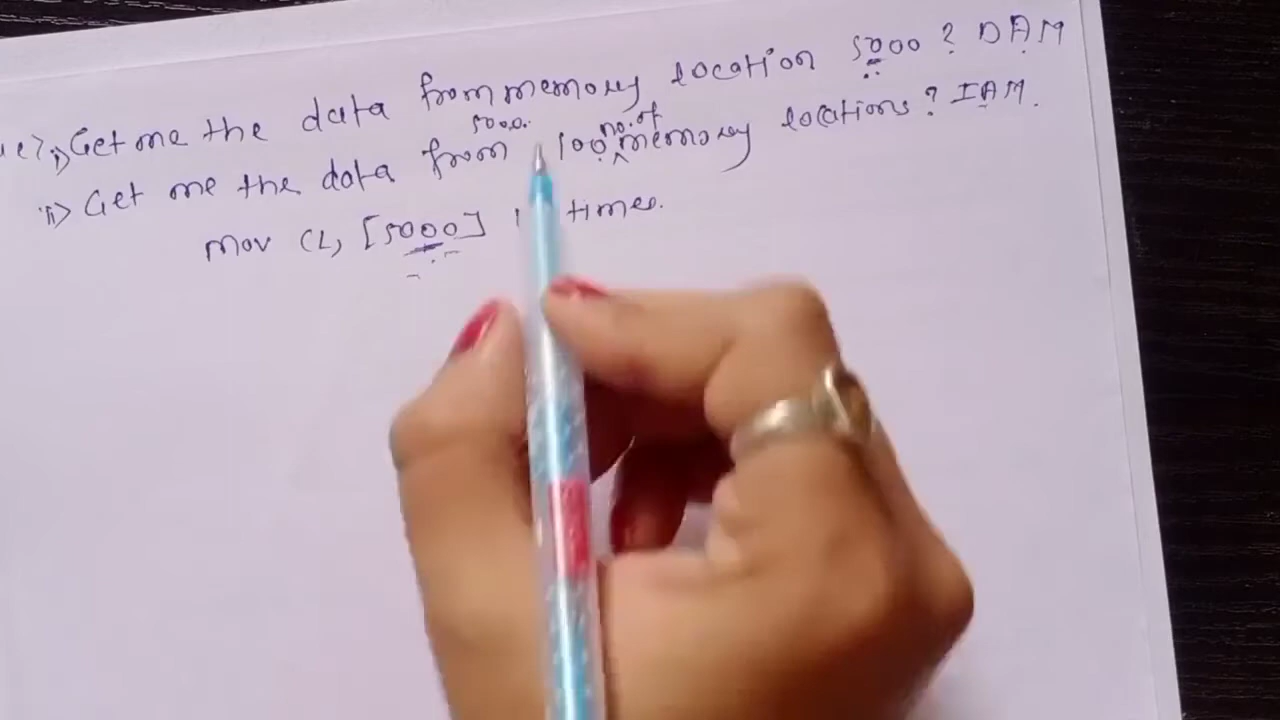 i) Get me the data from memory location 5000 ? DAM
5000. no. of
ii) Get me the data from 100 memory locations ? IAM.
mov CL, [5000] times.